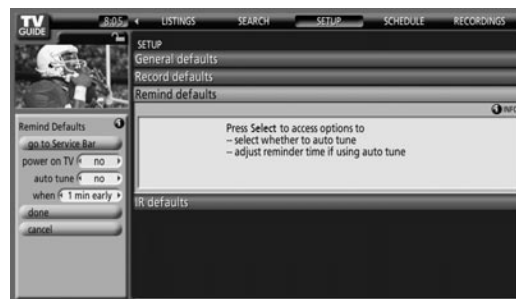 TV GUIDE
8:05
LISTINGS SEARCH SETUP SCHEDULE RECORDINGS
SETUP
General defaults
Record defaults
Remind defaults
INFO
Press Select to access options to
– select whether to auto tune
– adjust reminder time if using auto tune
IR defaults
Remind Defaults
go to Service Bar
power on TV no
auto tune no
when 1 min early
done
cancel